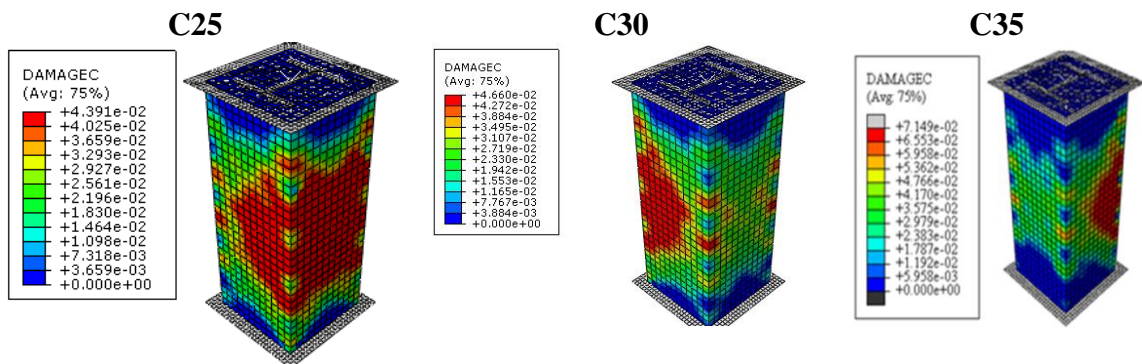 C25
DAMAGEC
(Avg: 75%)
+4.391e-02
+4.025e-02
+3.659e-02
+3.293e-02
+2.927e-02
+2.561e-02
+2.196e-02
+1.830e-02
+1.464e-02
+1.098e-02
+7.318e-03
+3.659e-03
+0.000e+00
C30
DAMAGEC
(Avg: 75%)
+4.660e-02
+4.272e-02
+3.884e-02
+3.495e-02
+3.107e-02
+2.719e-02
+2.330e-02
+1.942e-02
+1.553e-02
+1.165e-02
+7.767e-03
+3.884e-03
+0.000e+00
C35
DAMAGEC
(Avg: 75%)
+7.149e-02
+6.553e-02
+5.958e-02
+5.362e-02
+4.766e-02
+4.170e-02
+3.575e-02
+2.979e-02
+2.383e-02
+1.787e-02
+1.192e-02
+5.958e-03
+0.000e+00